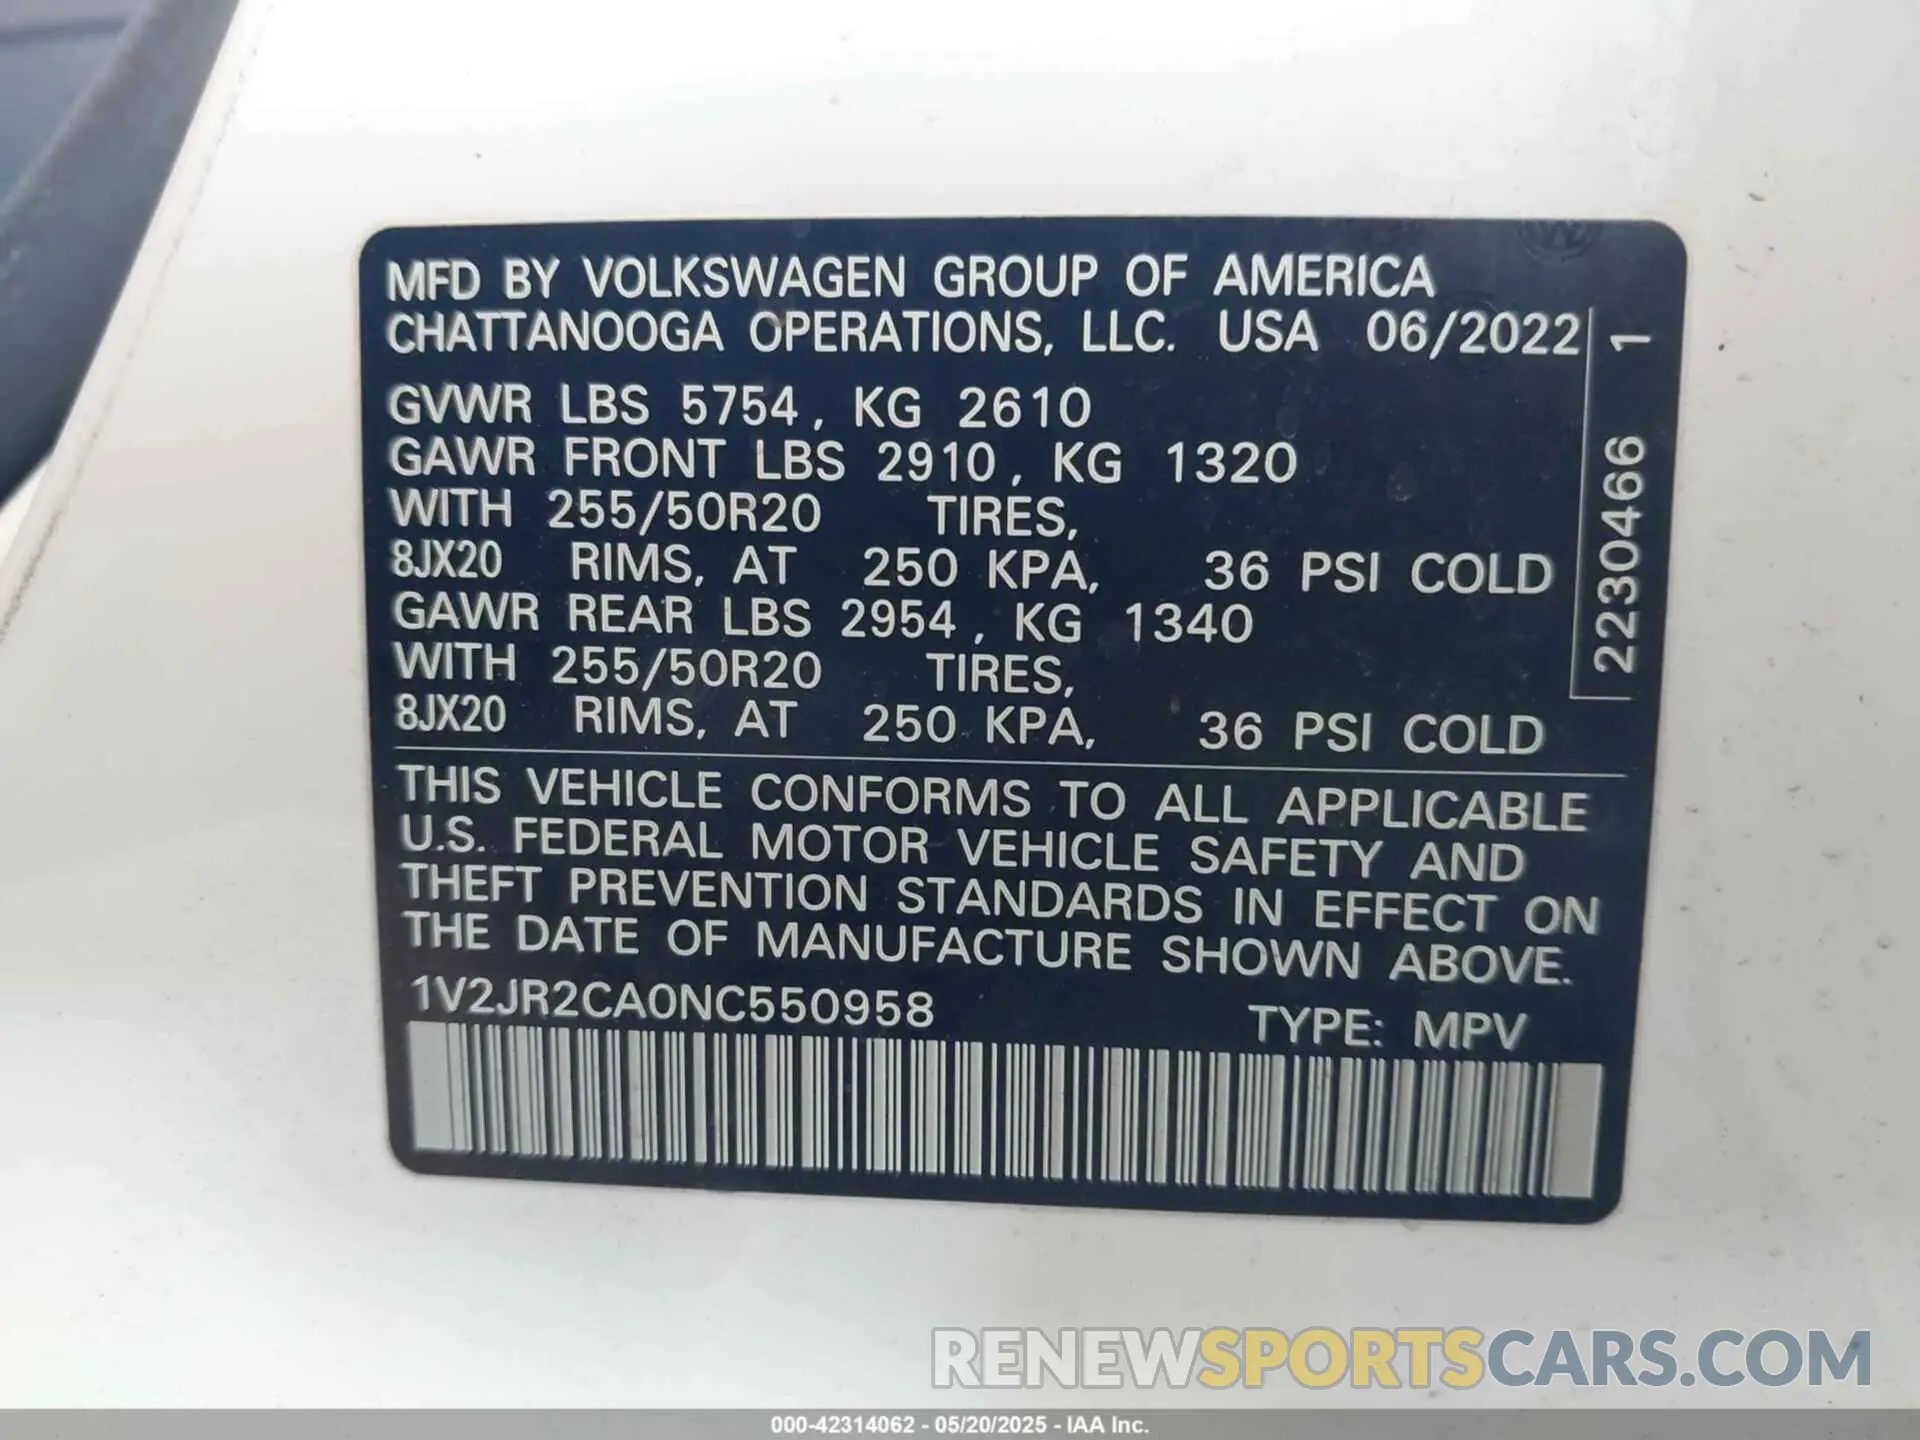 MFD BY VOLKSWAGEN GROUP OF AMERICA
CHATTANOOGA OPERATIONS, LLC. USA 06/2022
GVWR LBS 5754, KG 2610
GAWR FRONT LBS 2910, KG 1320
WITH 255/50R20 TIRES,
8JX20 RIMS, AT 250 KPA, 36 PSI COLD
GAWR REAR LBS 2954, KG 1340
WITH 255/50R20 TIRES,
8JX20 RIMS, AT 250 KPA, 36 PSI COLD
2230466 1
THIS VEHICLE CONFORMS TO ALL APPLICABLE
U.S. FEDERAL MOTOR VEHICLE SAFETY AND
THEFT PREVENTION STANDARDS IN EFFECT ON
THE DATE OF MANUFACTURE SHOWN ABOVE.
1V2JR2CA0NC550958 TYPE: MPV
RENEWSPORTSCARS.COM
000-42314062 - 05/20/2025 - IAA Inc.